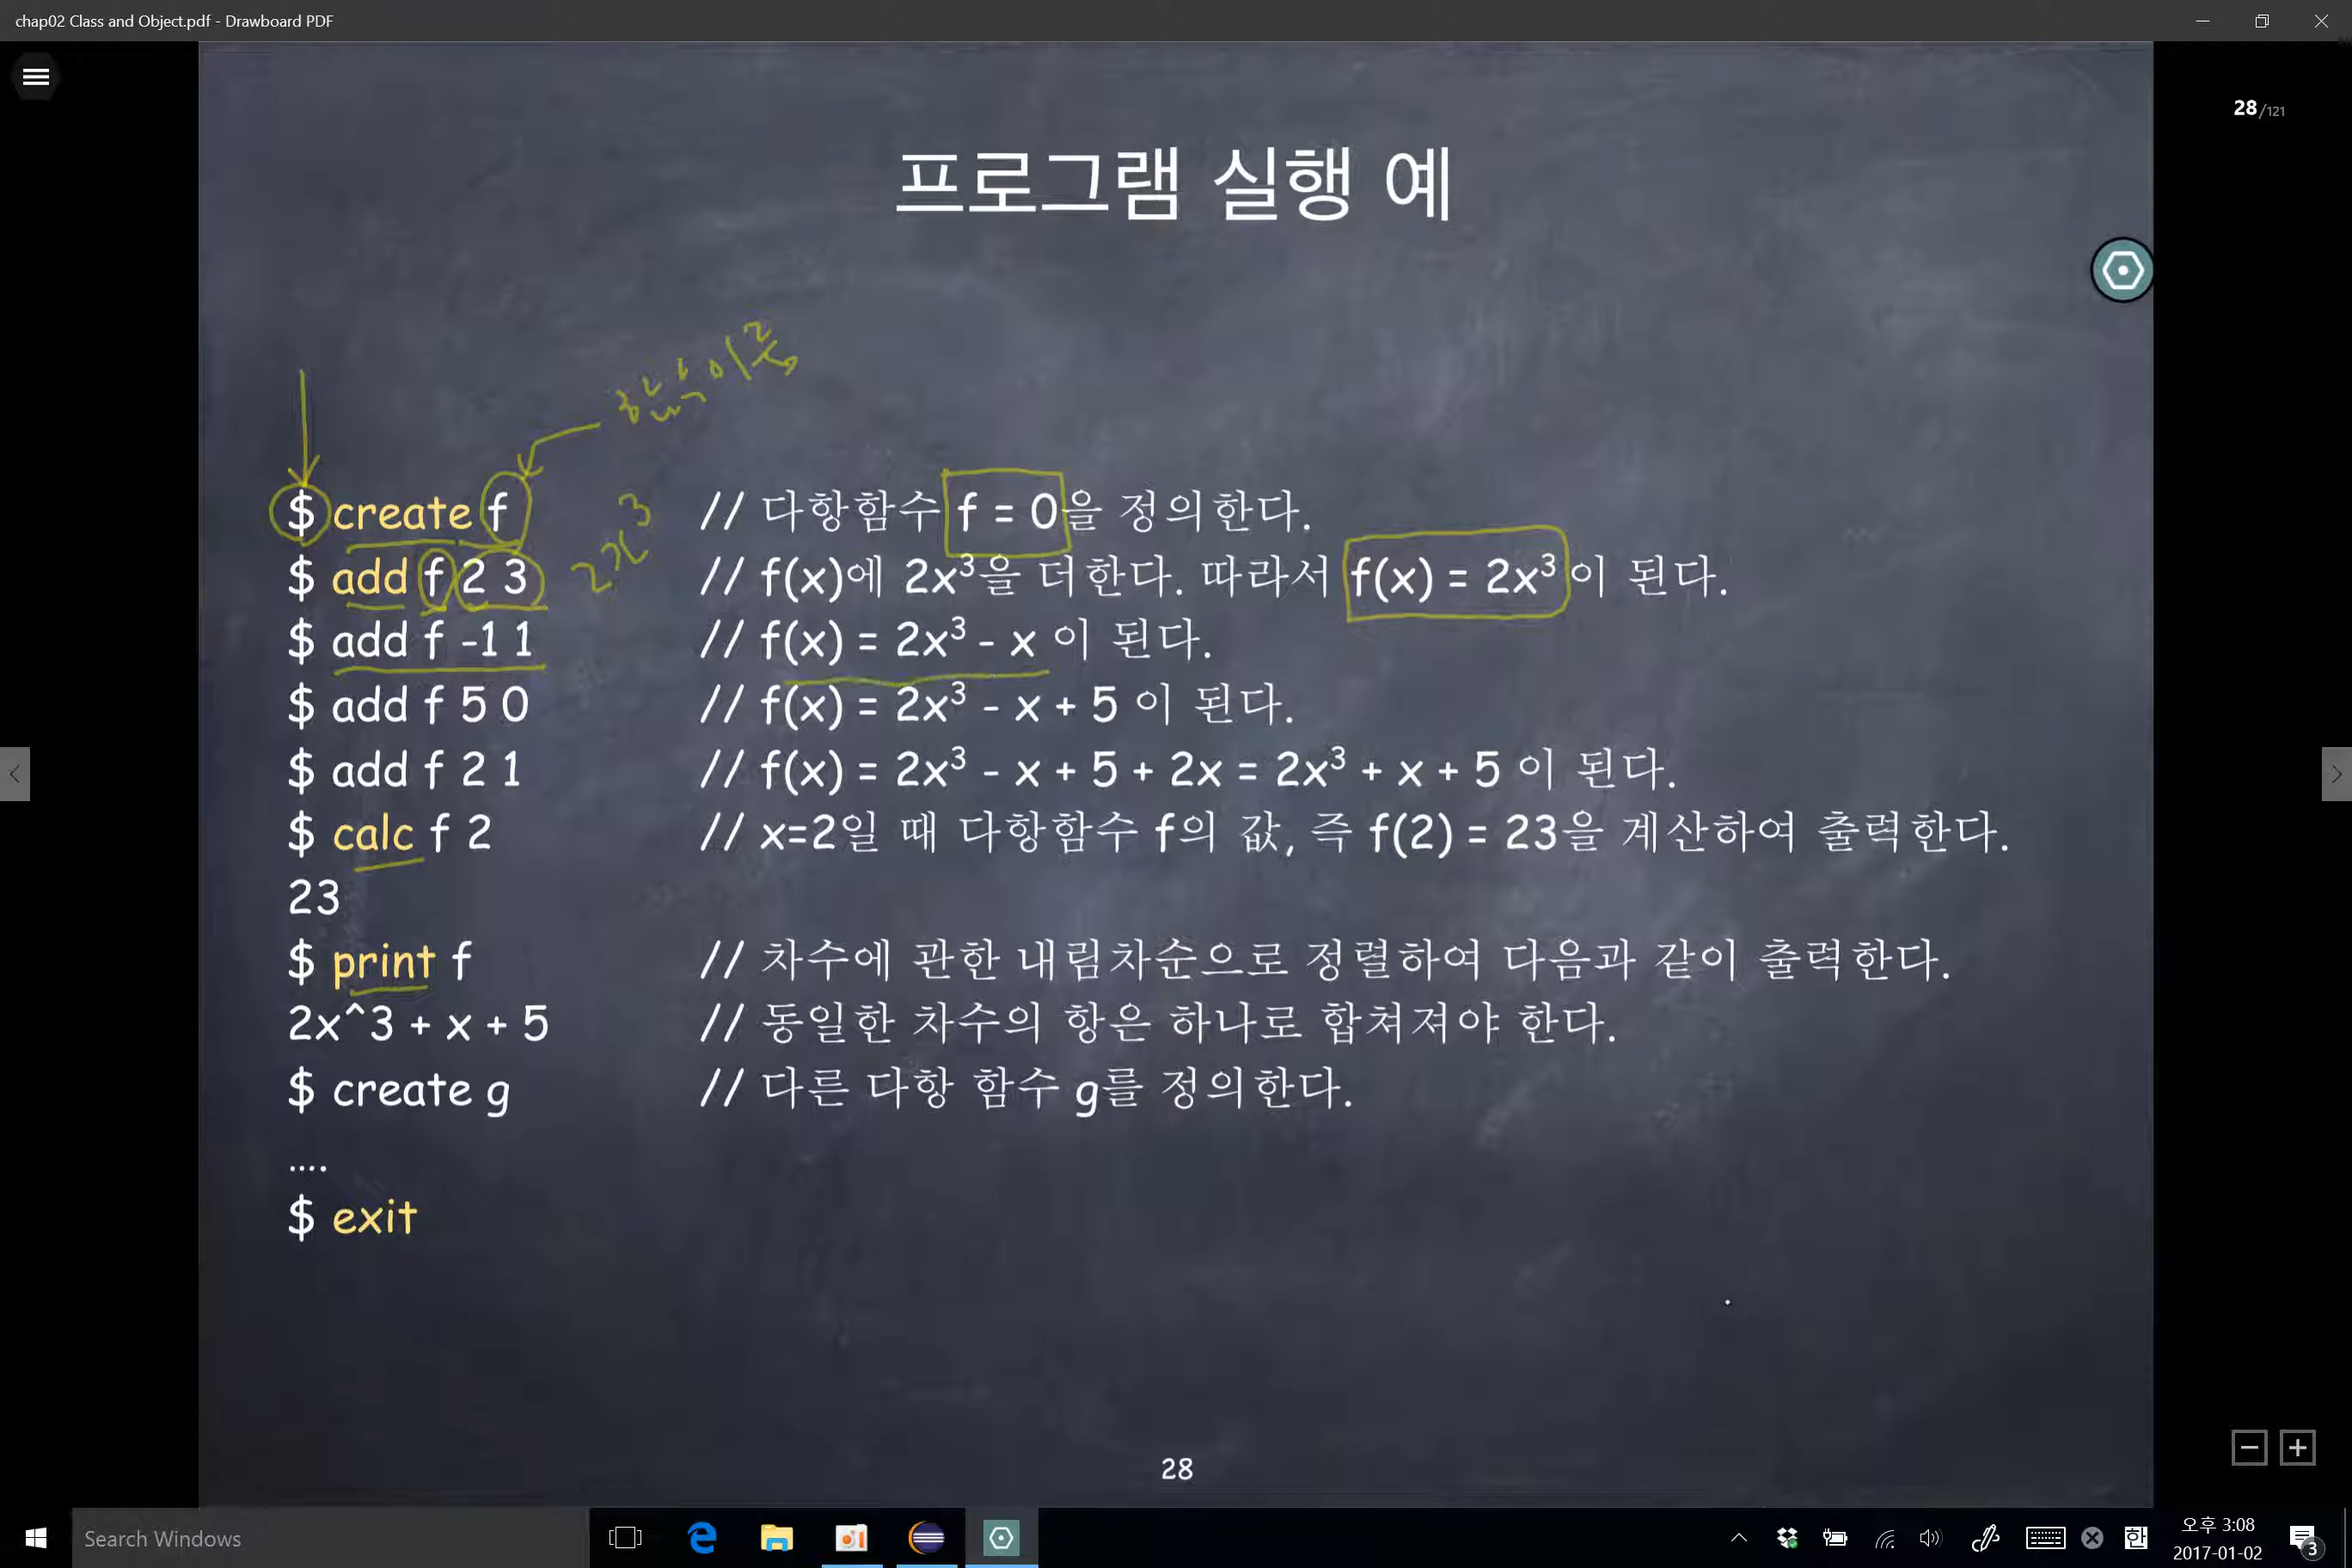 chap02 Class and Object.pdf - Drawboard PDF
28/121
프로그램 실행 예
함수이름
$ create f // 다항함수 f = 0을 정의한다.
2x³
$ add f 2 3 // f(x)에 2x³을 더한다. 따라서 f(x) = 2x³이 된다.
$ add f -1 1 // f(x) = 2x³ - x 이 된다.
$ add f 5 0 // f(x) = 2x³ - x + 5 이 된다.
$ add f 2 1 // f(x) = 2x³ - x + 5 + 2x = 2x³ + x + 5 이 된다.
$ calc f 2 // x=2일 때 다항함수 f의 값, 즉 f(2) = 23을 계산하여 출력한다.
23
$ print f // 차수에 관한 내림차순으로 정렬하여 다음과 같이 출력한다.
2x^3 + x + 5 // 동일한 차수의 항은 하나로 합쳐져야 한다.
$ create g // 다른 다항 함수 g를 정의한다.
....
$ exit
28
Search Windows
한
오후 3:08
2017-01-02
3